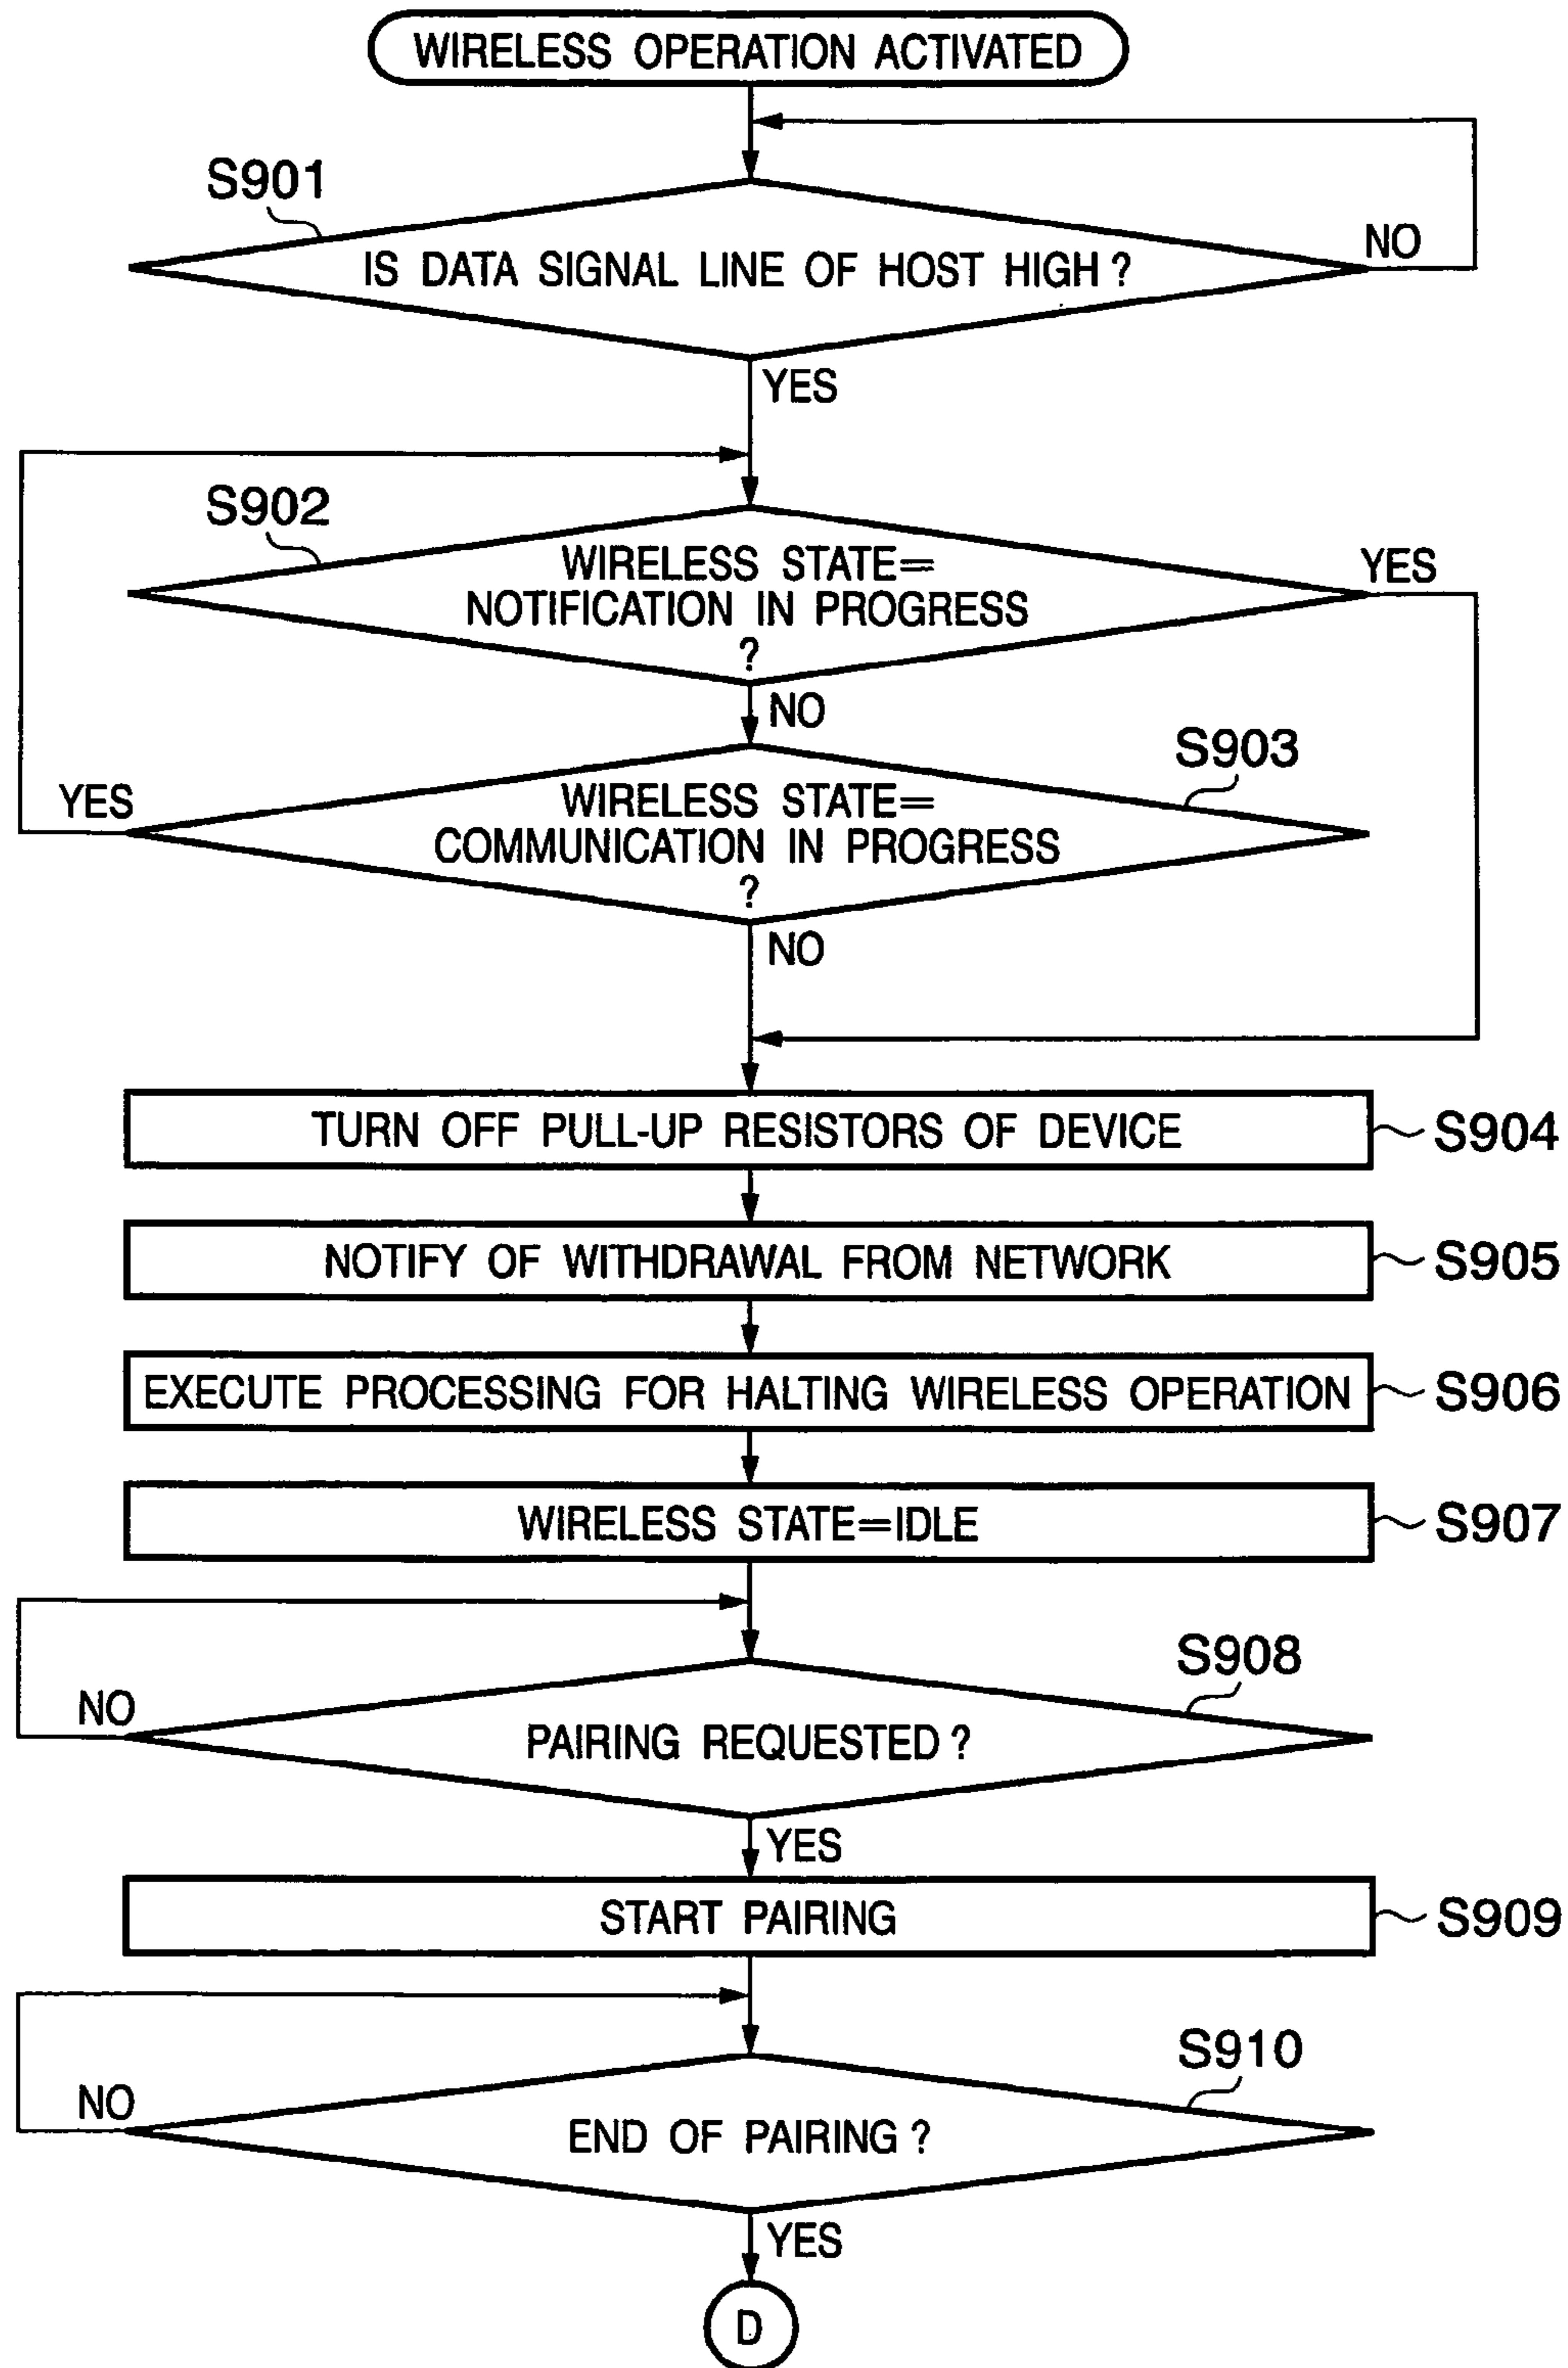 WIRELESS OPERATION ACTIVATED
S901
IS DATA SIGNAL LINE OF HOST HIGH ?
NO
YES
S902
WIRELESS STATE=
NOTIFICATION IN PROGRESS
?
YES
NO
S903
WIRELESS STATE=
COMMUNICATION IN PROGRESS
?
YES
NO
TURN OFF PULL-UP RESISTORS OF DEVICE
S904
NOTIFY OF WITHDRAWAL FROM NETWORK
S905
EXECUTE PROCESSING FOR HALTING WIRELESS OPERATION
S906
WIRELESS STATE=IDLE
S907
S908
NO
PAIRING REQUESTED ?
YES
START PAIRING
S909
S910
NO
END OF PAIRING ?
YES
D